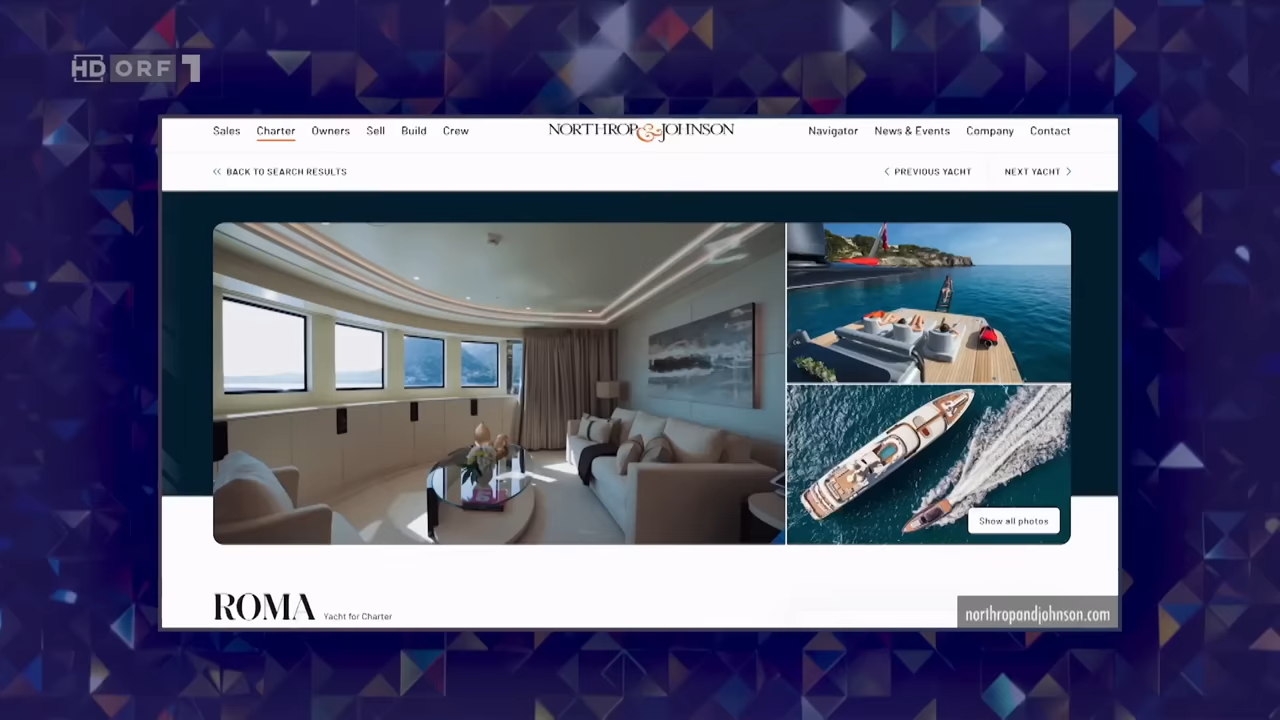 HD ORF 1
Sales Charter Owners Sell Build Crew NORTHROP & JOHNSON Navigator News & Events Company Contact
BACK TO SEARCH RESULTS PREVIOUS YACHT NEXT YACHT
Show all photos
ROMA Yacht for Charter
northropandjohnson.com